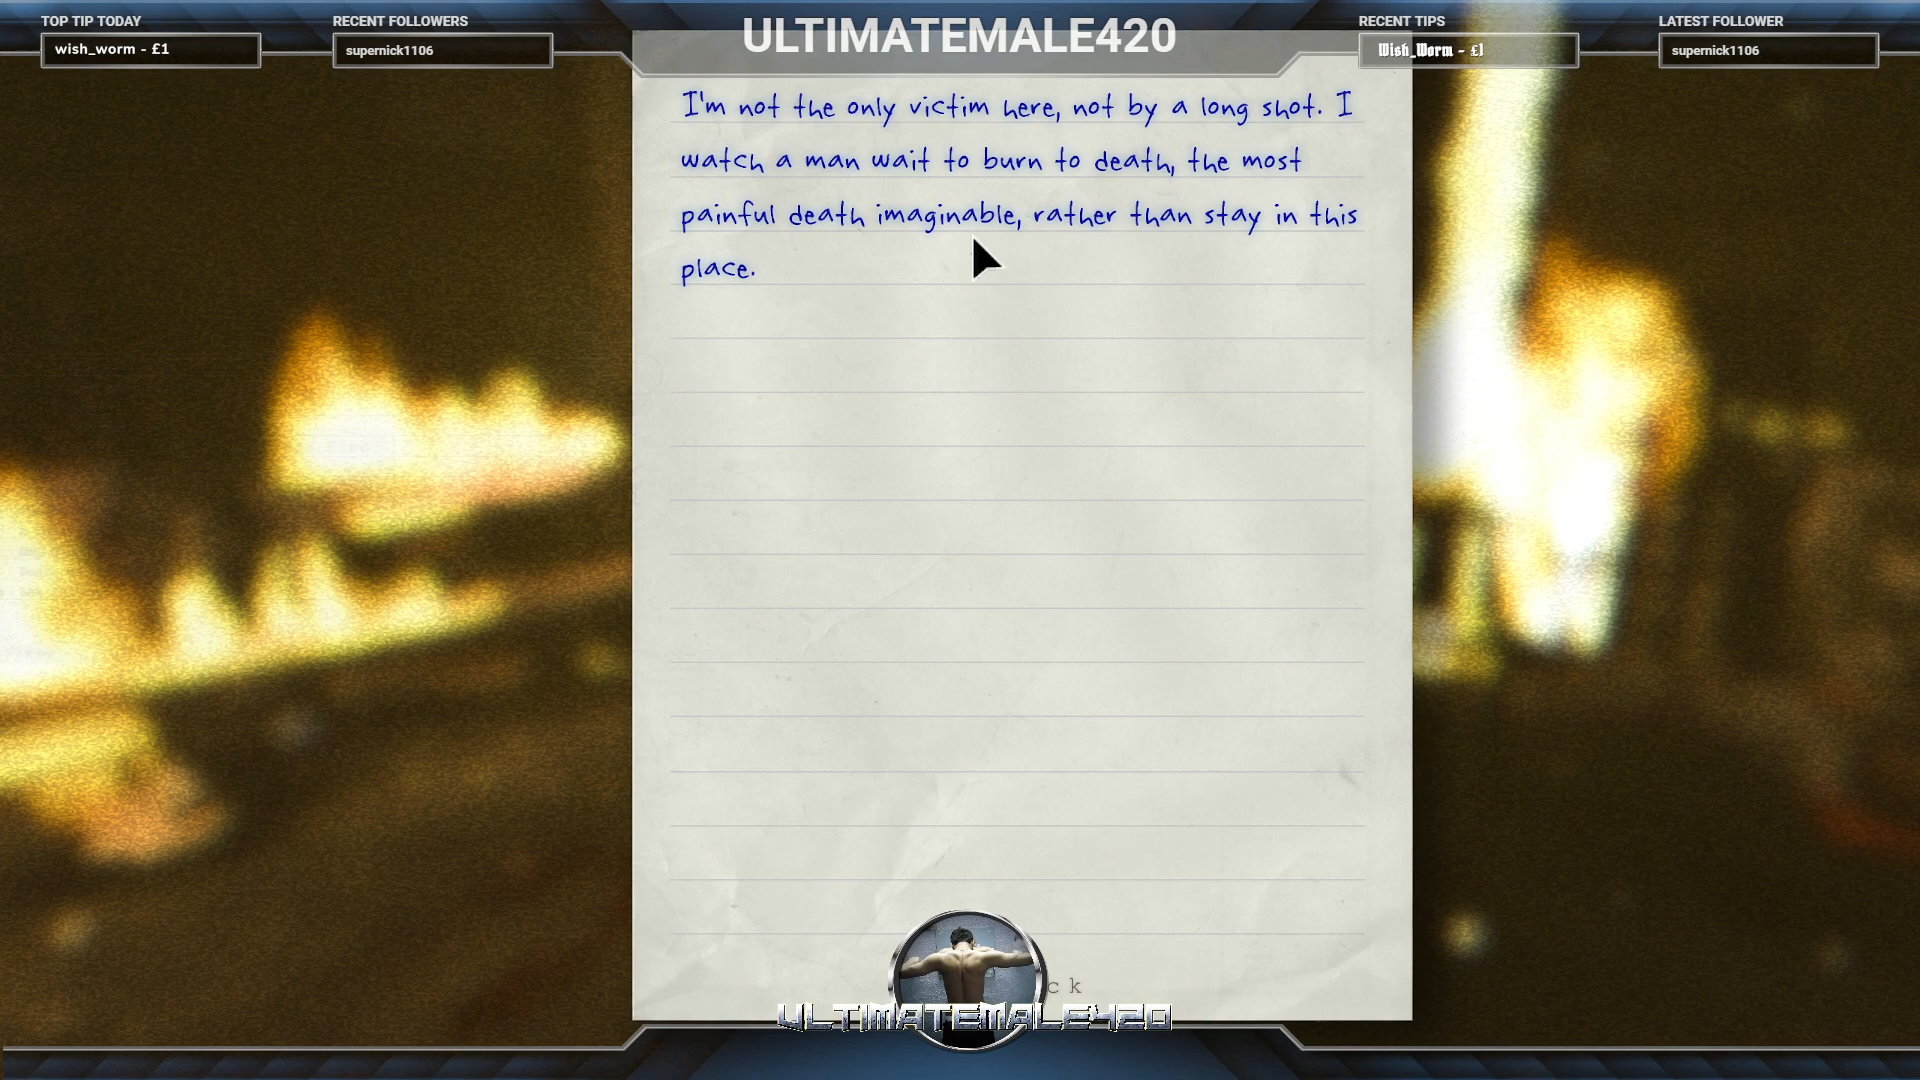 TOP TIP TODAY
wish_worm - £1
RECENT FOLLOWERS
supernick1106
ULTIMATEMALE420
RECENT TIPS
Wish_Worm - £1
LATEST FOLLOWER
supernick1106
I'm not the only victim here, not by a long shot. I
watch a man wait to burn to death, the most
painful death imaginable, rather than stay in this
place.
ck
ULTIMATEMALE420